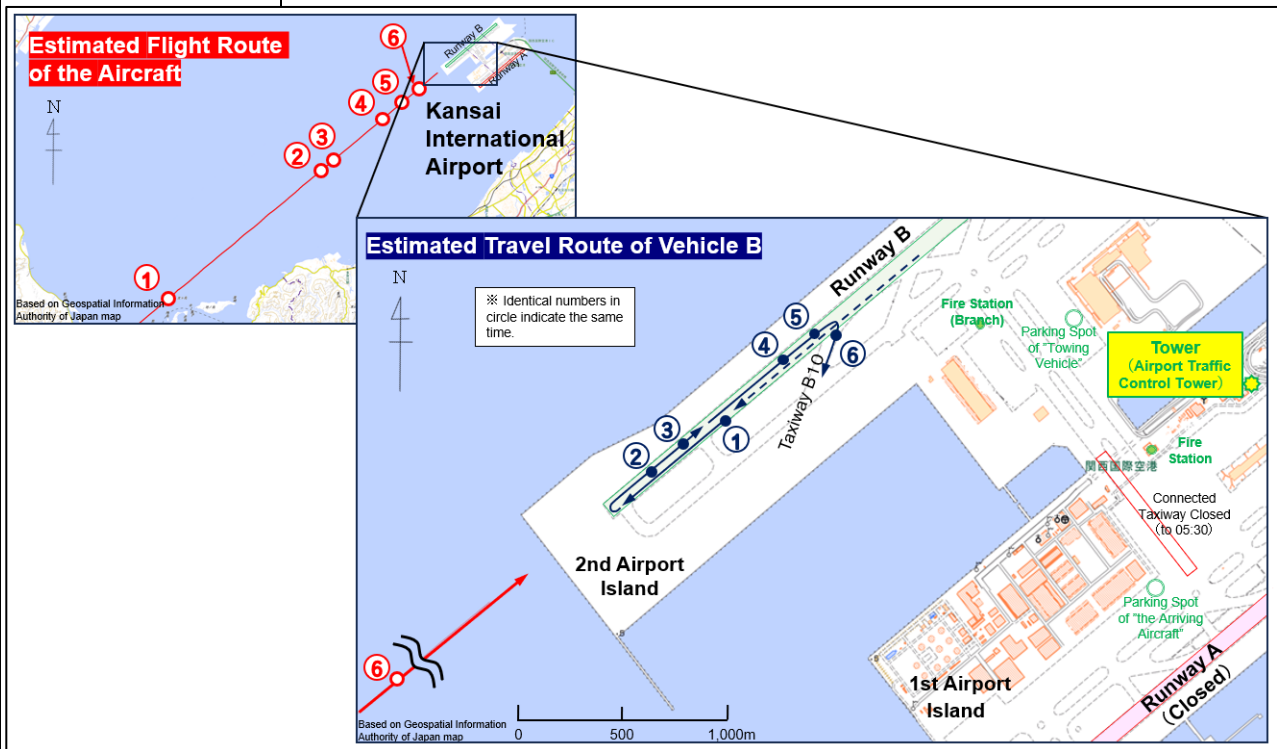 Estimated Flight Route
of the Aircraft
N
①
②
③
④
⑤
⑥
Runway B
Runway A
Kansai
International
Airport
Based on Geospatial Information
Authority of Japan map
Estimated Travel Route of Vehicle B
N
※ Identical numbers in
circle indicate the same
time.
Runway B
⑤
④
⑥
③
②
①
Taxiway B10
Fire Station
(Branch)
Parking Spot
of "Towing
Vehicle"
Tower
(Airport Traffic
Control Tower)
Fire
Station
関西国際空港
Connected
Taxiway Closed
(to 05:30)
2nd Airport
Island
Parking Spot
of "the Arriving
Aircraft"
1st Airport
Island
Runway A
(Closed)
⑥
Based on Geospatial Information
Authority of Japan map
0 500 1,000m